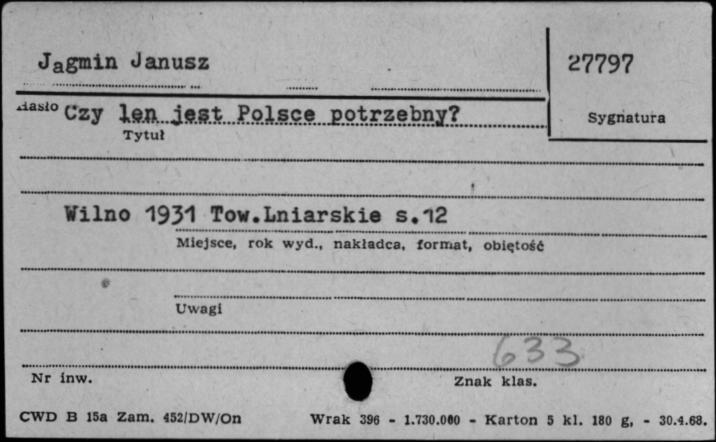 Jagmin Janusz
27797
Hasło Czy len jest Polsce potrzebny?
Sygnatura
Tytuł
Wilno 1931 Tow.Lniarskie s.12
Miejsce, rok wyd., nakładca, format, objętość
Uwagi
633
Nr inw.
Znak klas.
CWD B 15a Zam. 452/DW/On Wrak 396 - 1.730.000 - Karton 5 kl. 180 g, - 30.4.68.